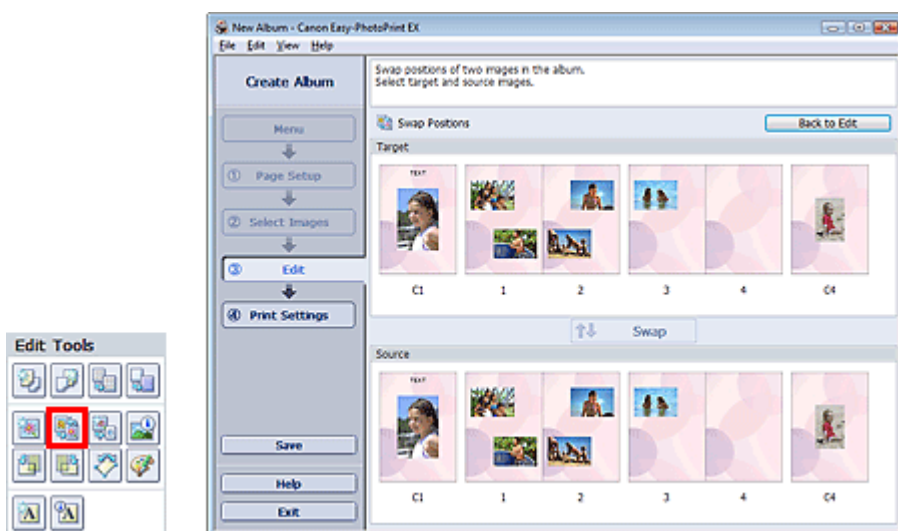 New Album - Canon Easy-PhotoPrint EX
File Edit View Help
Create Album
Menu
① Page Setup
② Select Images
③ Edit
④ Print Settings
Save
Help
Exit
Swap positions of two images in the album.
Select target and source images.
Swap Positions
Back to Edit
Target
TEXT
C1 1 2 3 4 C4
Swap
Source
TEXT
C1 1 2 3 4 C4
Edit Tools
A A